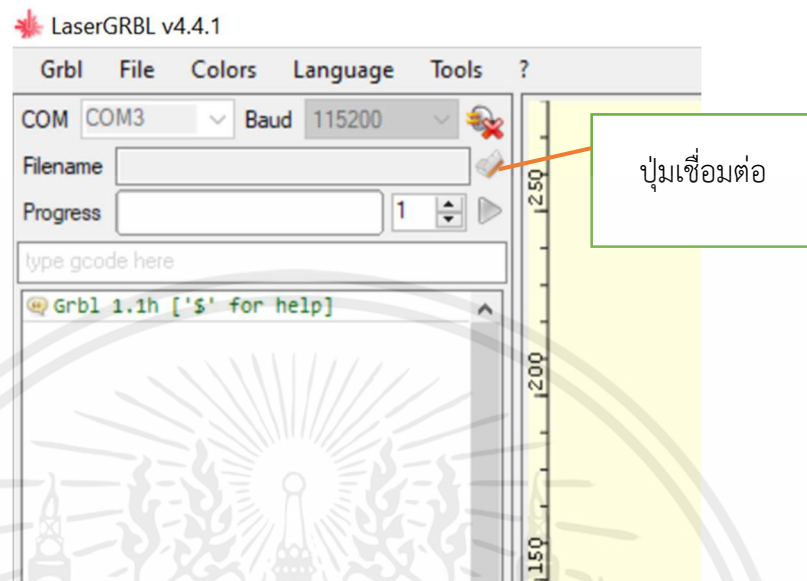 LaserGRBL v4.4.1
Grbl File Colors Language Tools ?
COM COM3 Baud 115200
Filename
ปุ่มเชื่อมต่อ
Progress 1
type gcode here
Grbl 1.1h ['$' for help]
250
200
150